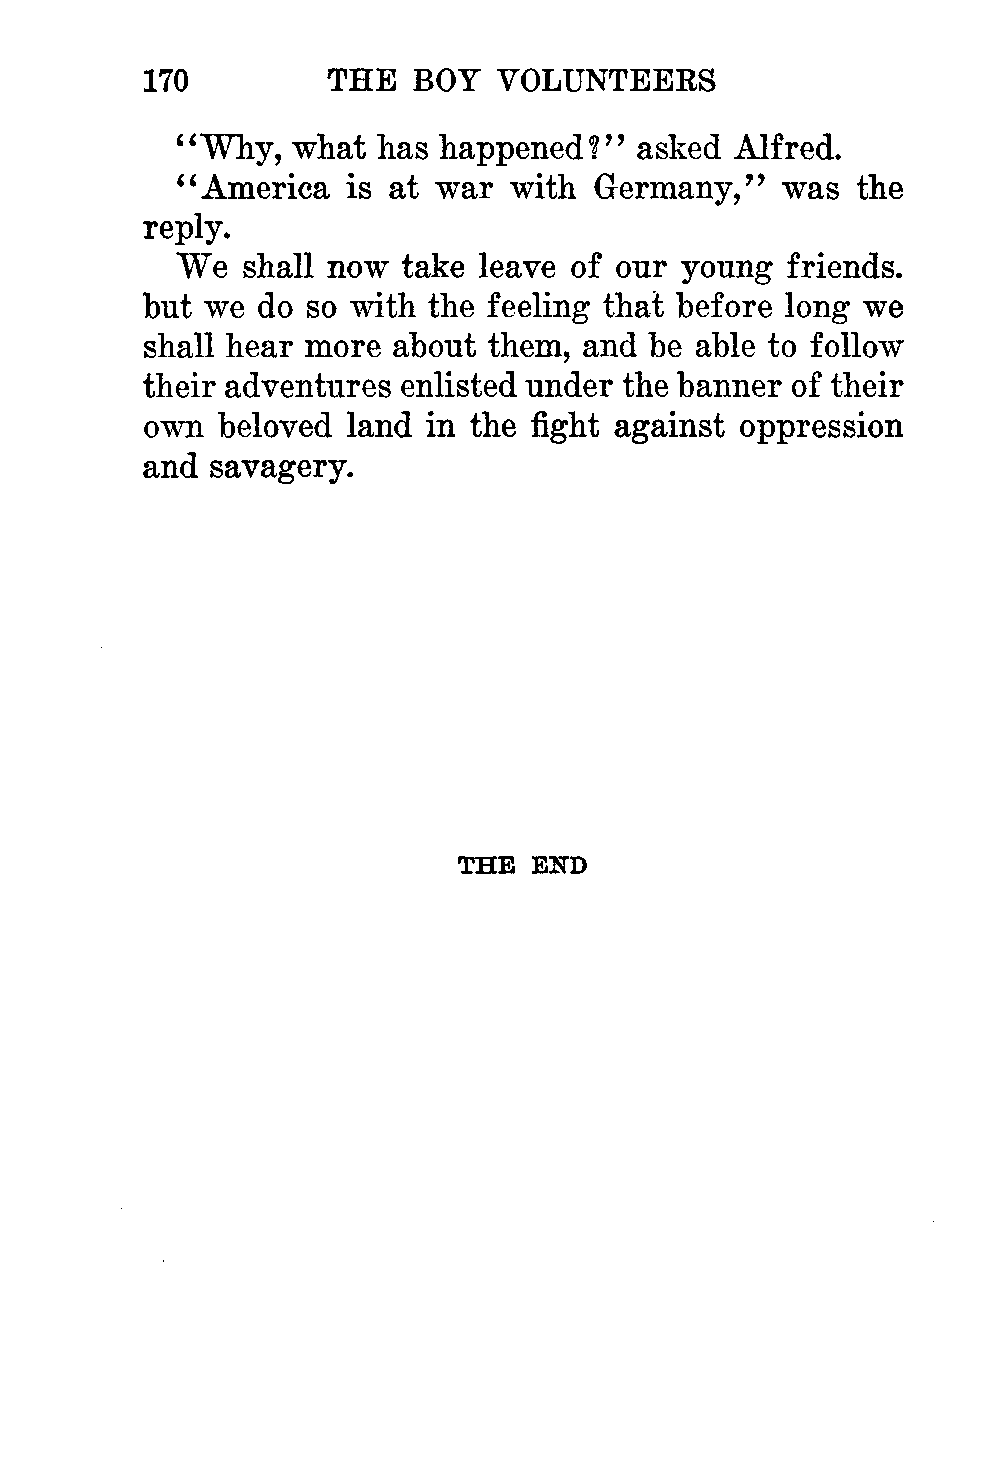 170 THE BOY VOLUNTEERS
"Why, what has happened?" asked Alfred.
"America is at war with Germany," was the
reply.
We shall now take leave of our young friends.
but we do so with the feeling that before long we
shall hear more about them, and be able to follow
their adventures enlisted under the banner of their
own beloved land in the fight against oppression
and savagery.
THE END